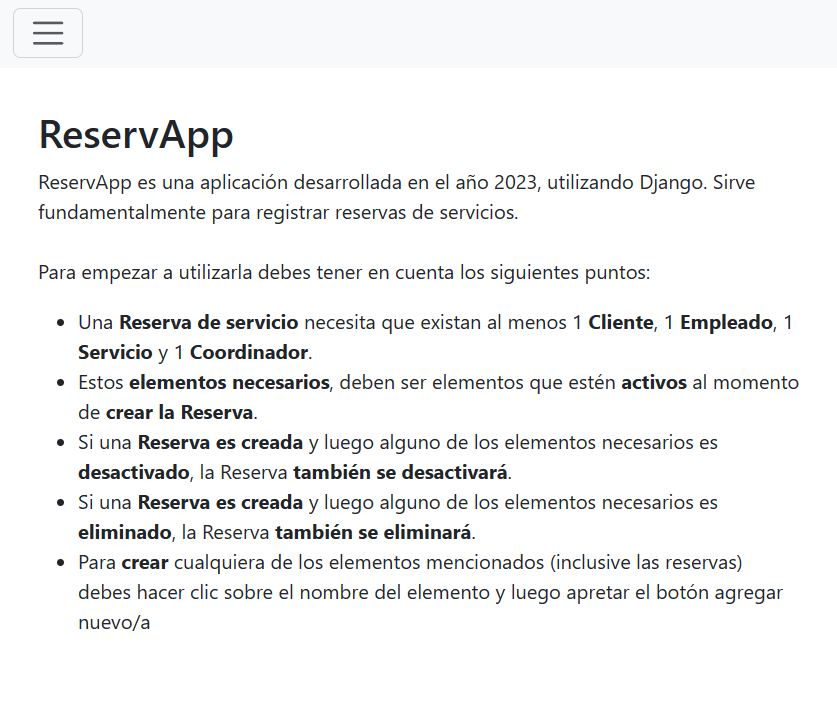 ReservApp
ReservApp es una aplicación desarrollada en el año 2023, utilizando Django. Sirve
fundamentalmente para registrar reservas de servicios.
Para empezar a utilizarla debes tener en cuenta los siguientes puntos:
• Una Reserva de servicio necesita que existan al menos 1 Cliente, 1 Empleado, 1
Servicio y 1 Coordinador.
• Estos elementos necesarios, deben ser elementos que estén activos al momento
de crear la Reserva.
• Si una Reserva es creada y luego alguno de los elementos necesarios es
desactivado, la Reserva también se desactivará.
• Si una Reserva es creada y luego alguno de los elementos necesarios es
eliminado, la Reserva también se eliminará.
• Para crear cualquiera de los elementos mencionados (inclusive las reservas)
debes hacer clic sobre el nombre del elemento y luego apretar el botón agregar
nuevo/a